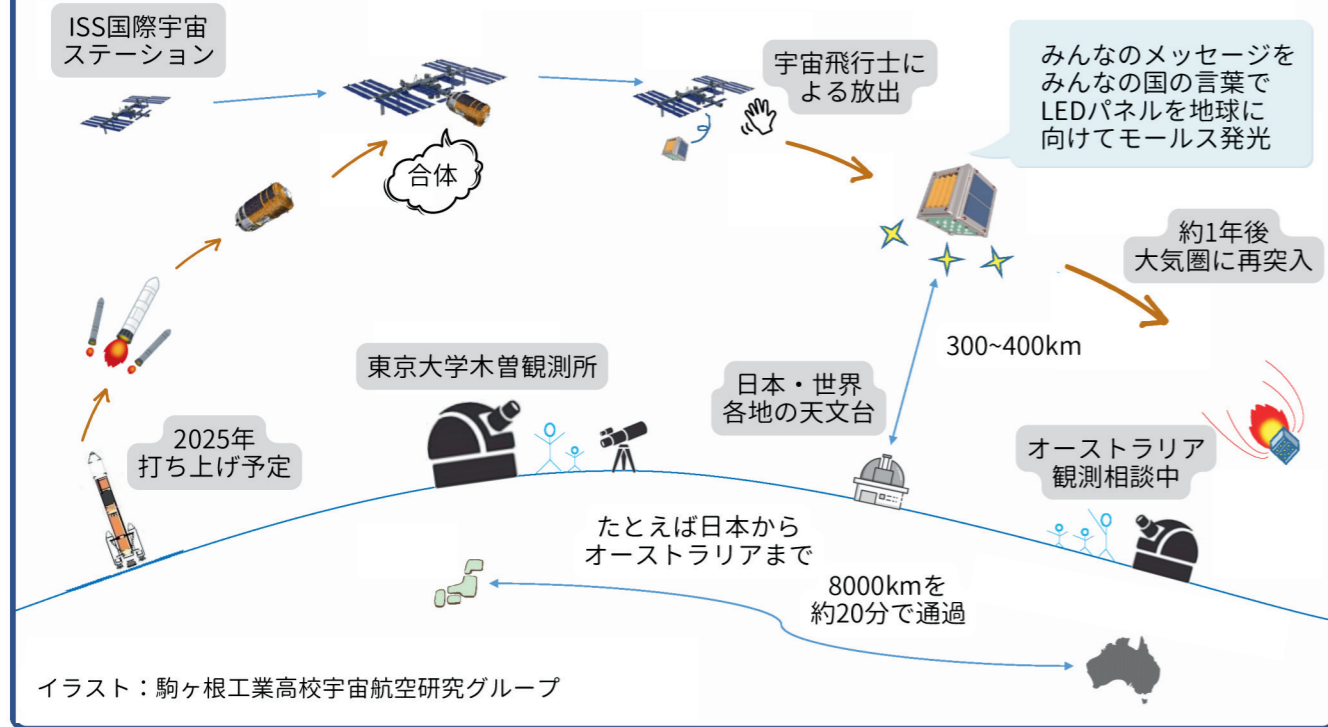 ISS国際宇宙
ステーション
合体
宇宙飛行士に
よる放出
みんなのメッセージを
みんなの国の言葉で
LEDパネルを地球に
向けてモールス発光
約1年後
大気圏に再突入
300~400km
東京大学木曽観測所
日本・世界
各地の天文台
2025年
打ち上げ予定
オーストラリア
観測相談中
たとえば日本から
オーストラリアまで
8000kmを
約20分で通過
イラスト：駒ヶ根工業高校宇宙航空研究グループ